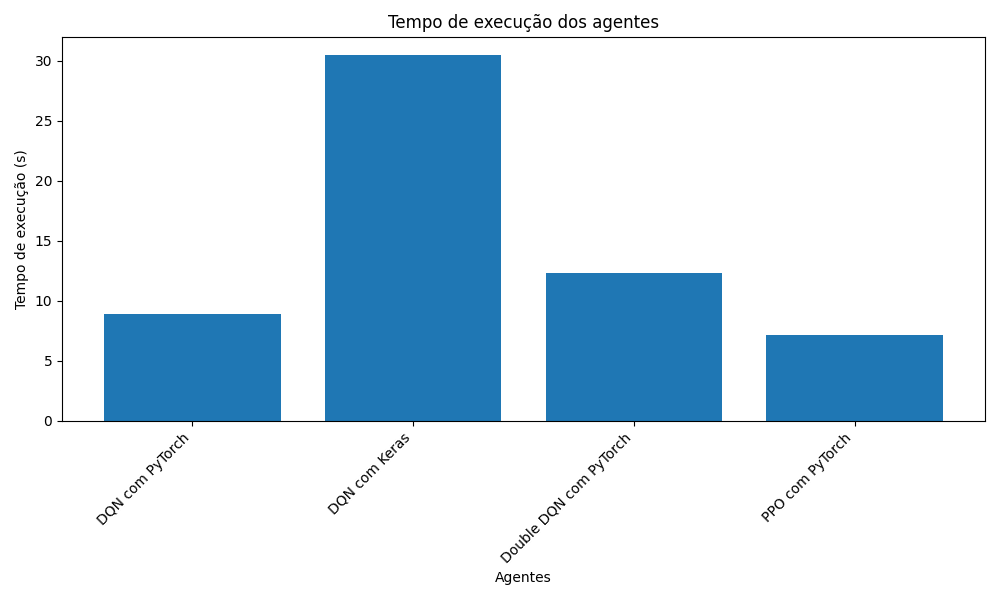 Tempo de execução dos agentes
Tempo de execução (s)
30
25
20
15
10
5
0
DQN com PyTorch
DQN com Keras
Double DQN com PyTorch
PPO com PyTorch
Agentes